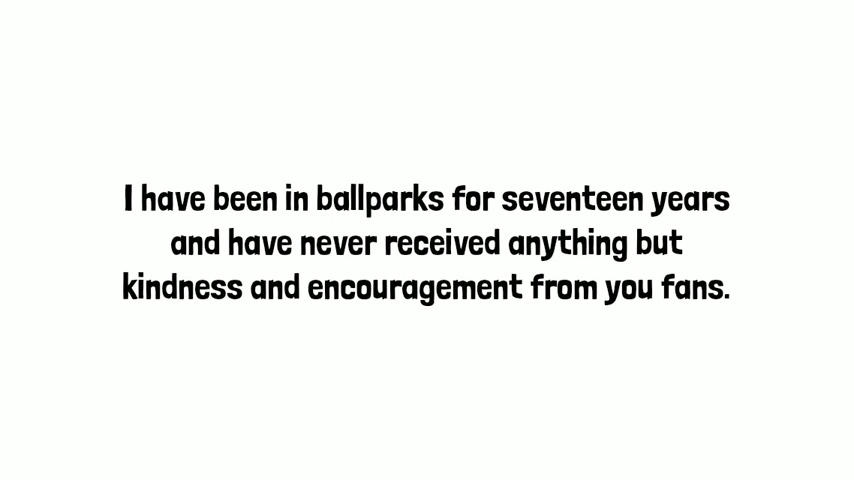 I have been in ballparks for seventeen years
and have never received anything but
kindness and encouragement from you fans.